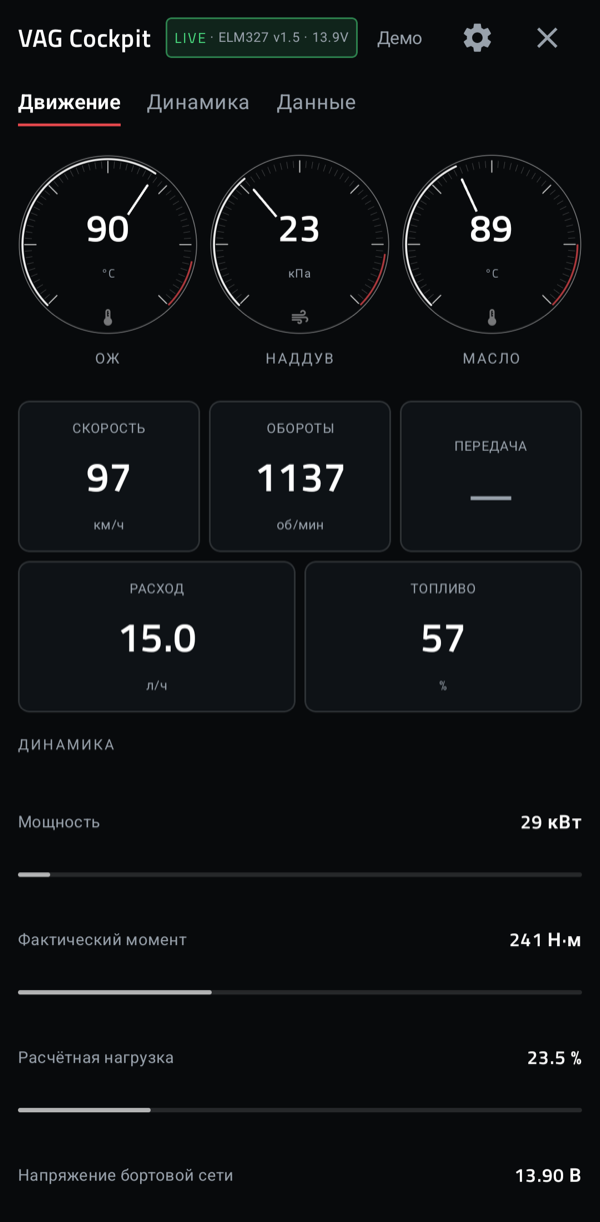 VAG Cockpit LIVE · ELM327 v1.5 · 13.9V Демо
Движение Динамика Данные
90 23 89
°C кПа °C
ОЖ НАДДУВ МАСЛО
СКОРОСТЬ ОБОРОТЫ ПЕРЕДАЧА
97 1137 —
км/ч об/мин
РАСХОД ТОПЛИВО
15.0 57
л/ч %
ДИНАМИКА
Мощность 29 кВт
Фактический момент 241 Н·м
Расчётная нагрузка 23.5 %
Напряжение бортовой сети 13.90 В